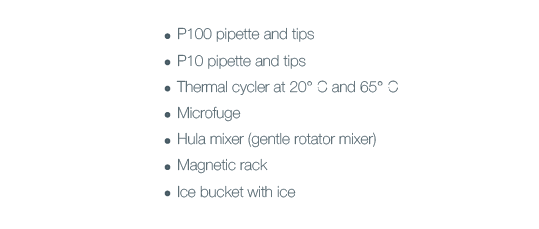 • P100 pipette and tips
• P10 pipette and tips
• Thermal cycler at 20° C and 65° C
• Microfuge
• Hula mixer (gentle rotator mixer)
• Magnetic rack
• Ice bucket with ice